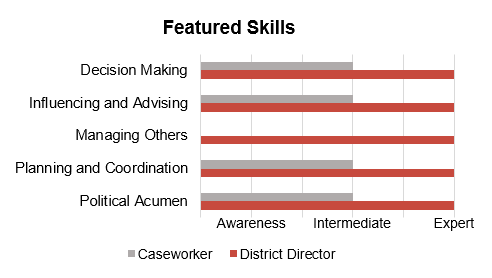 Featured Skills
Decision Making
Influencing and Advising
Managing Others
Planning and Coordination
Political Acumen
Awareness Intermediate Expert
Caseworker District Director